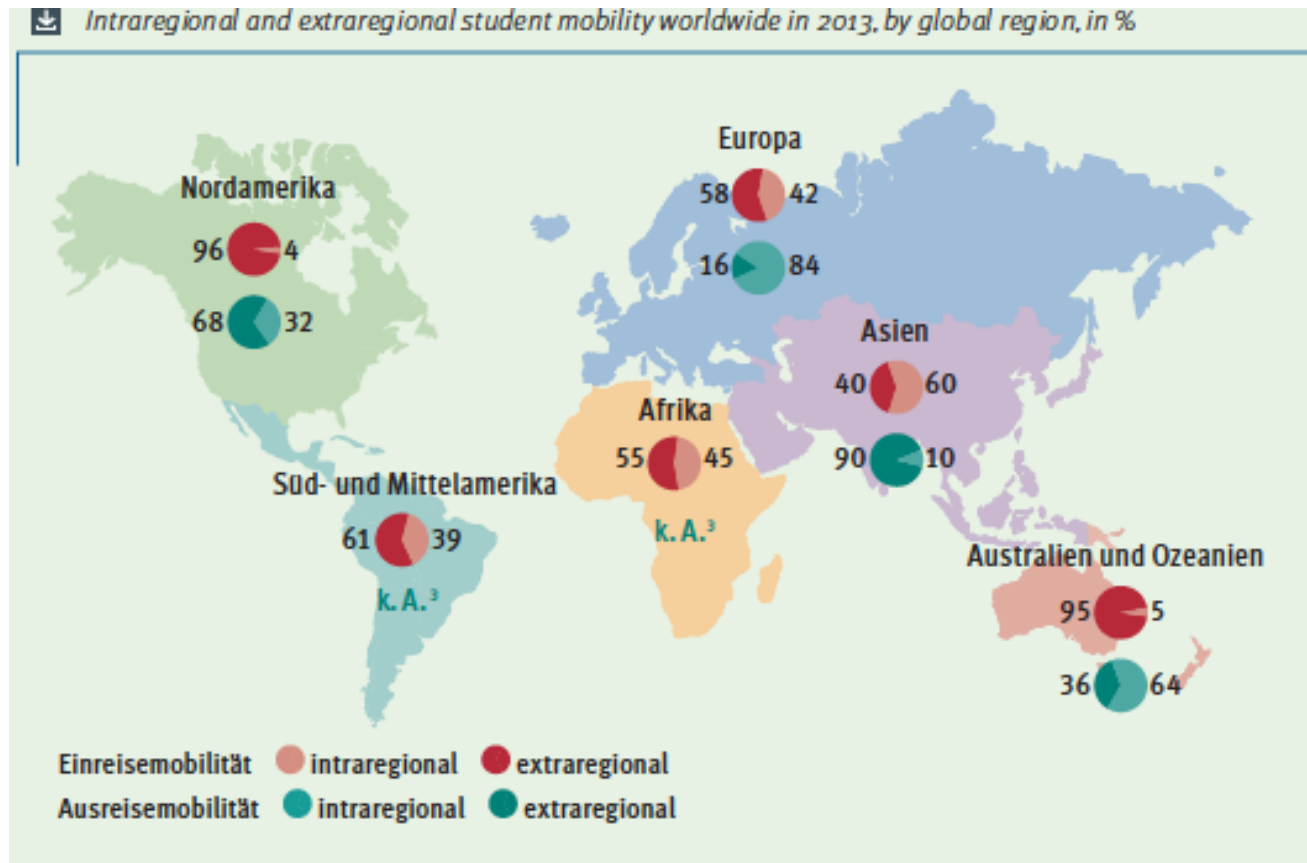 Intraregional and extraregional student mobility worldwide in 2013, by global region, in %
Europa
58 42
16 84
Nordamerika
96 4
68 32
Asien
40 60
90 10
Afrika
55 45
k. A.³
Süd- und Mittelamerika
61 39
k. A.³
Australien und Ozeanien
95 5
36 64
Einreisemobilität intraregional extraregional
Ausreisemobilität intraregional extraregional